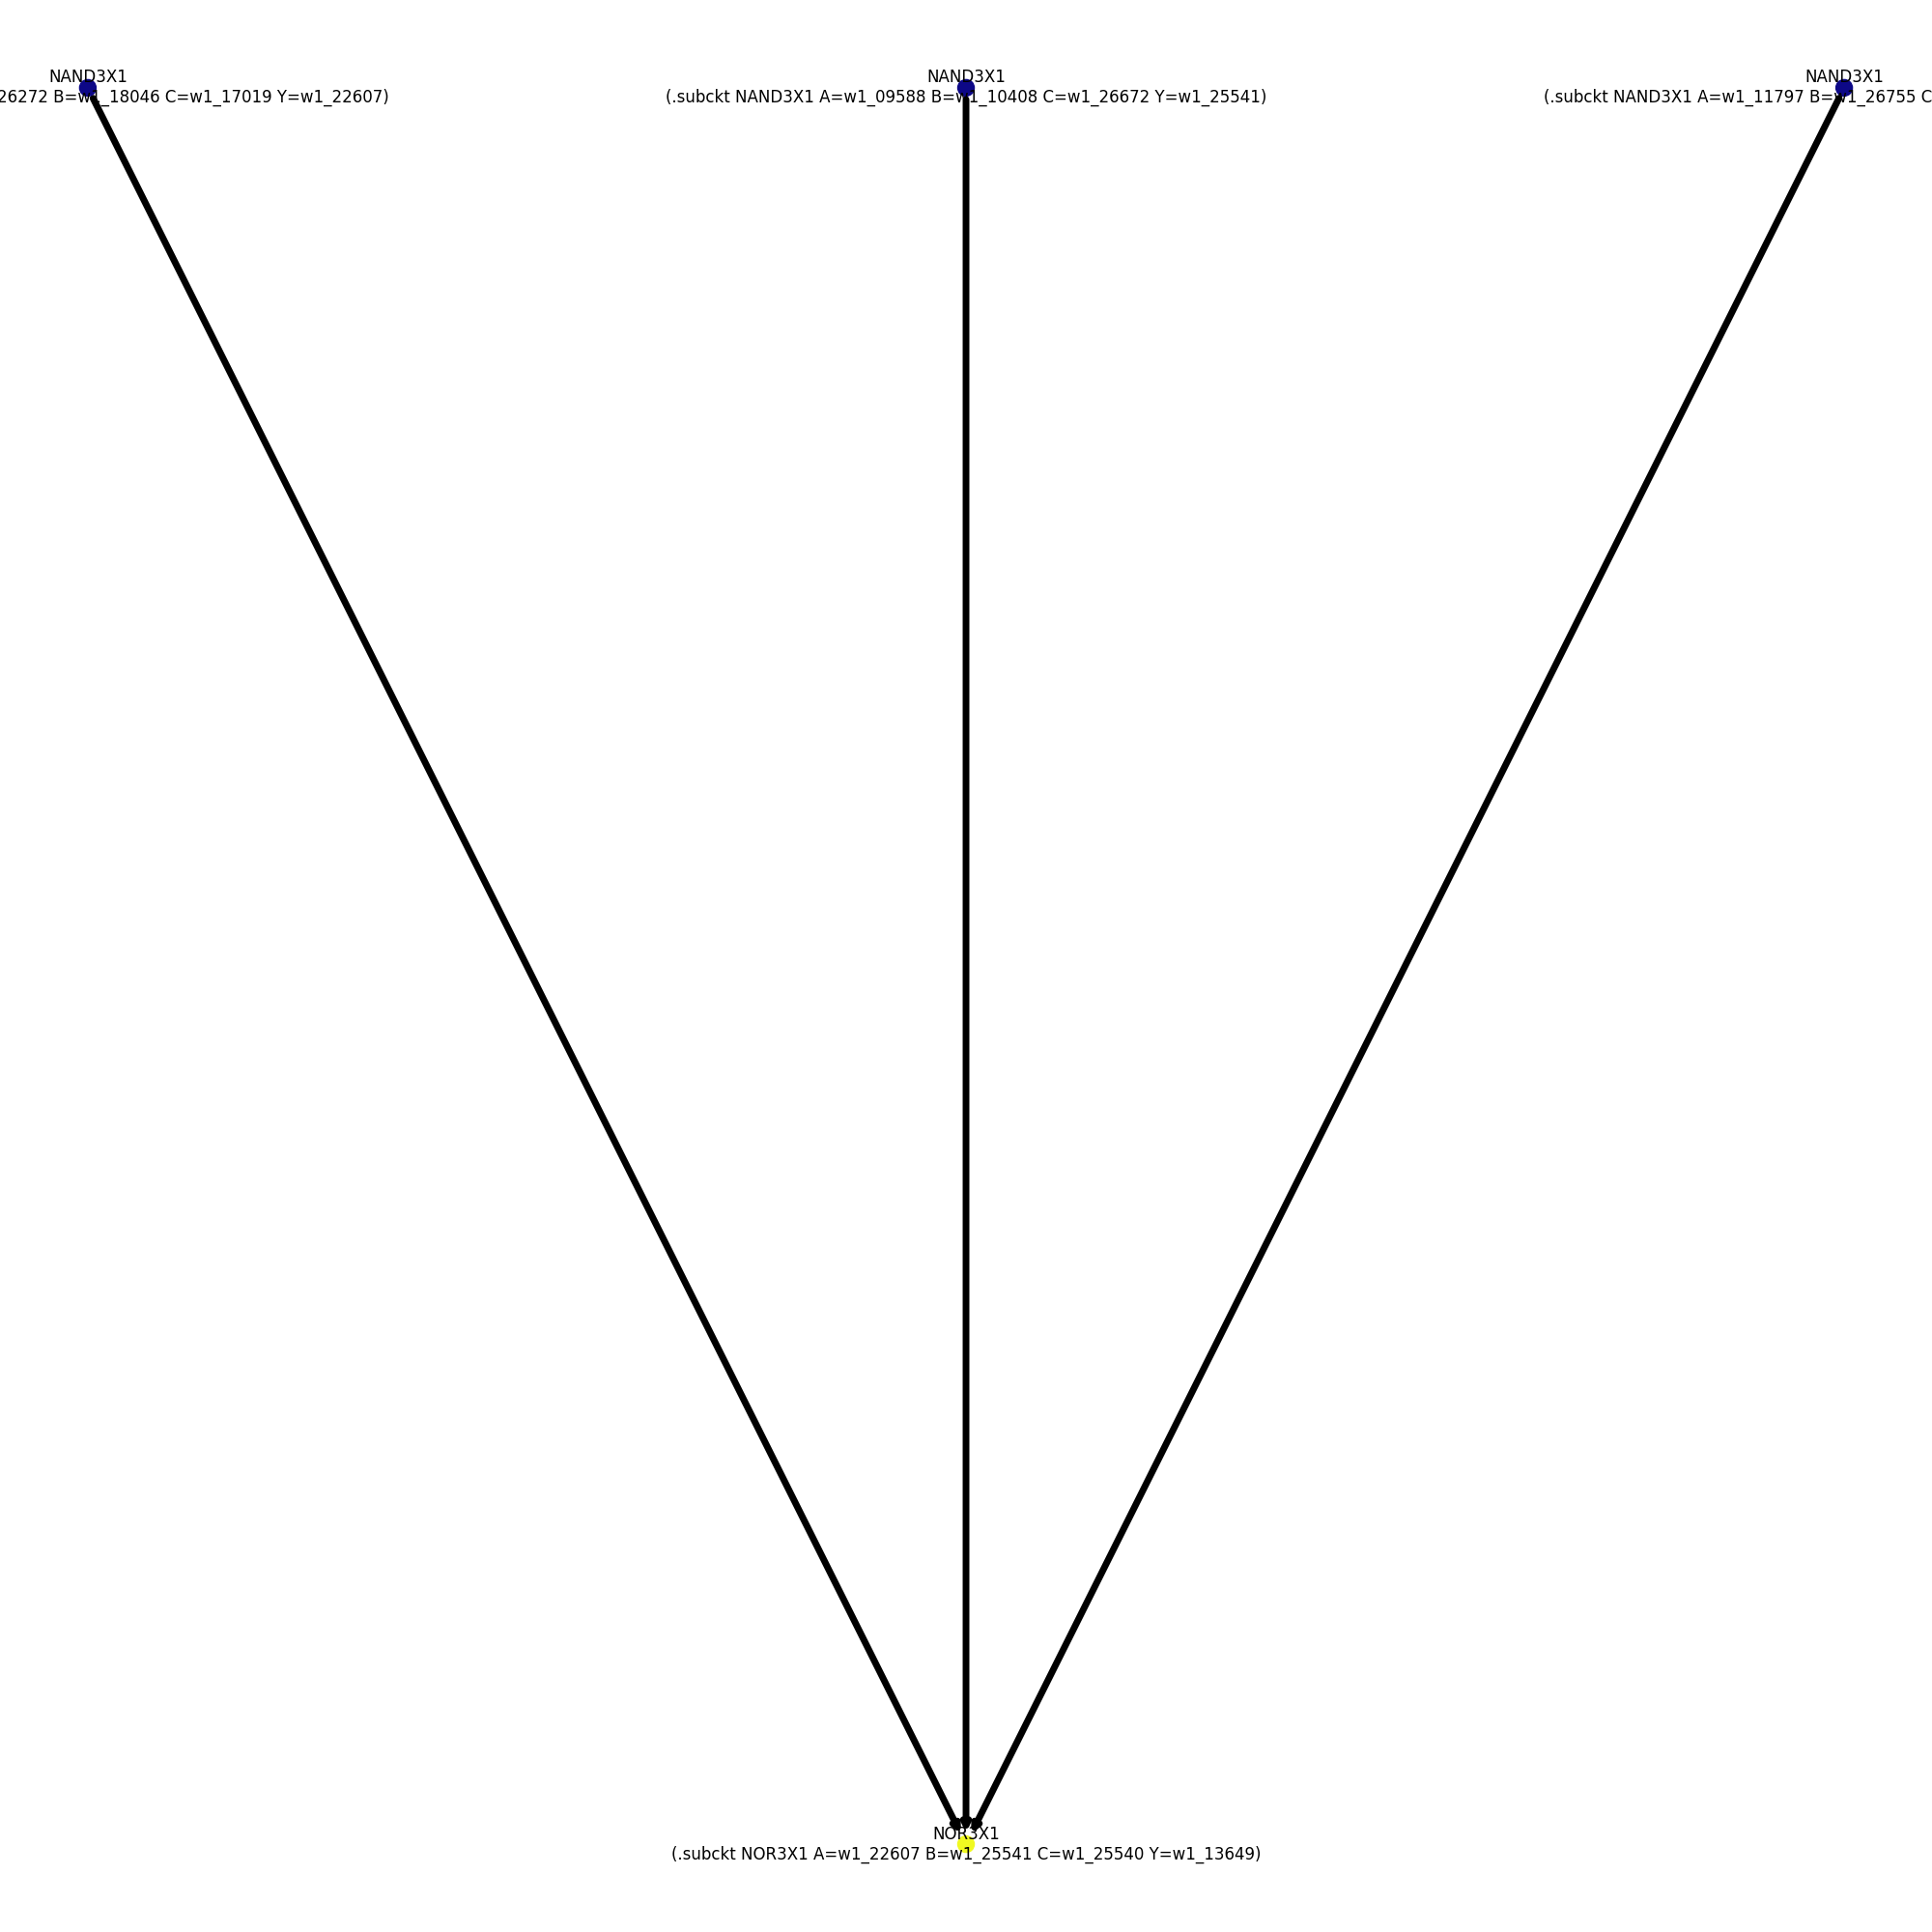 NAND3X1
26272 B=w1_18046 C=w1_17019 Y=w1_22607)
NAND3X1
(.subckt NAND3X1 A=w1_09588 B=w1_10408 C=w1_26672 Y=w1_25541)
NAND3X1
(.subckt NAND3X1 A=w1_11797 B=w1_26755 C
NOR3X1
(.subckt NOR3X1 A=w1_22607 B=w1_25541 C=w1_25540 Y=w1_13649)